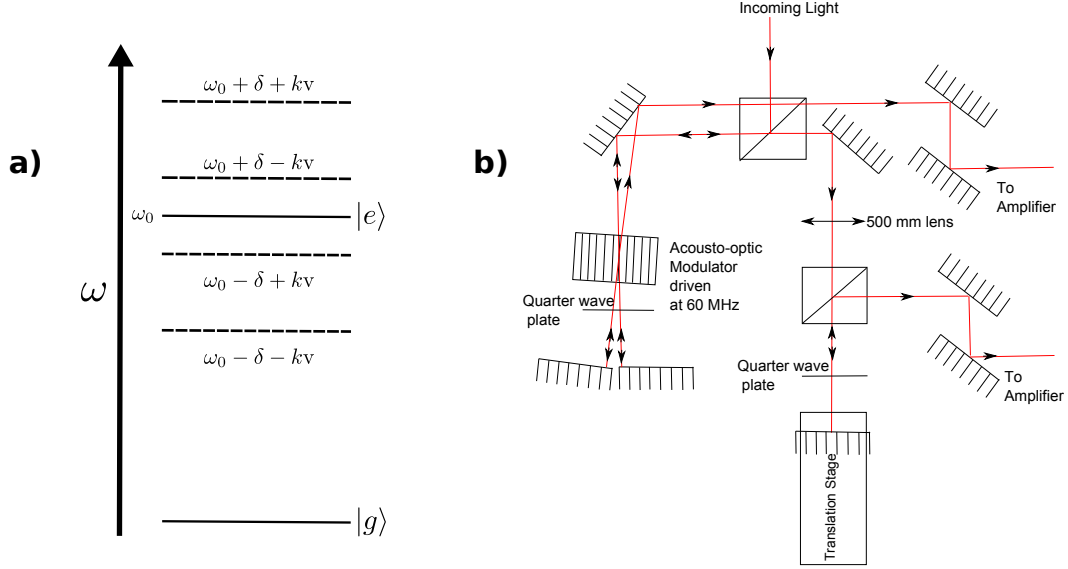 a)
ω
ω₀ + δ + kv
ω₀ + δ − kv
ω₀
|e⟩
ω₀ − δ + kv
ω₀ − δ − kv
|g⟩
b)
Incoming Light
To
Amplifier
500 mm lens
Acousto-optic
Modulator
driven
at 60 MHz
Quarter wave
plate
Quarter wave
plate
To
Amplifier
Translation Stage